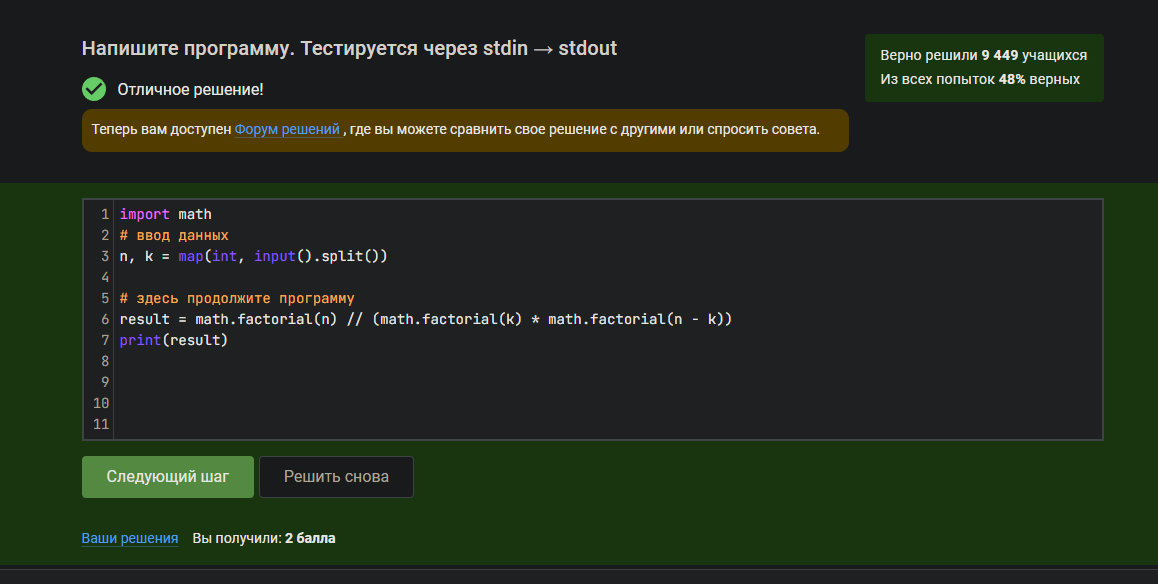 Напишите программу. Тестируется через stdin → stdout
Верно решили 9 449 учащихся
Из всех попыток 48% верных
Отличное решение!
Теперь вам доступен Форум решений , где вы можете сравнить свое решение с другими или спросить совета.
1 import math
2 # ввод данных
3 n, k = map(int, input().split())
4
5 # здесь продолжите программу
6 result = math.factorial(n) // (math.factorial(k) * math.factorial(n - k))
7 print(result)
8
9
10
11
Следующий шаг Решить снова
Ваши решения Вы получили: 2 балла